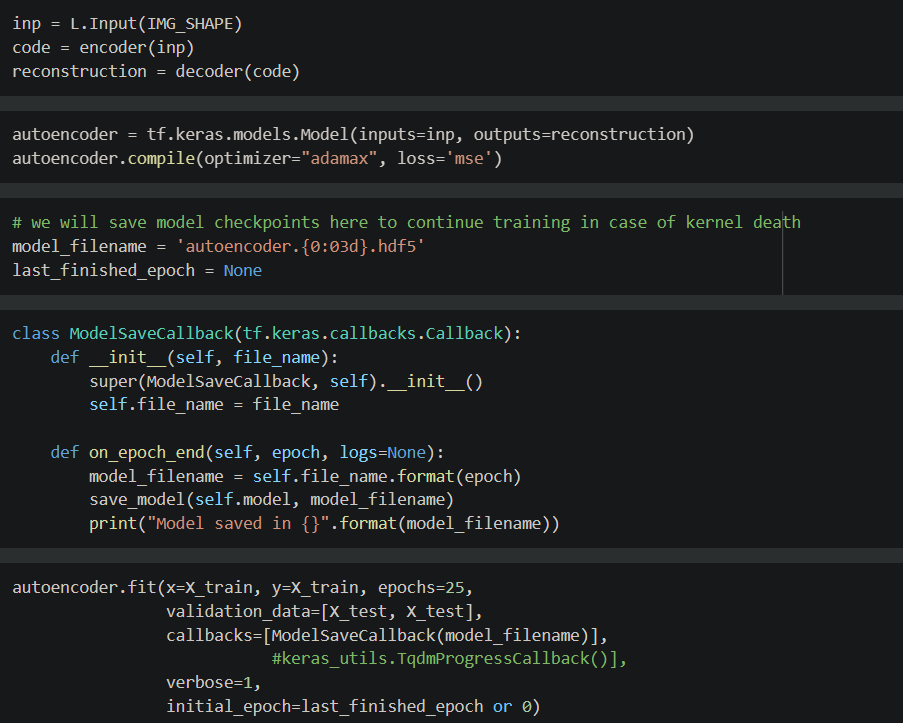 inp = L.Input(IMG_SHAPE)
code = encoder(inp)
reconstruction = decoder(code)
autoencoder = tf.keras.models.Model(inputs=inp, outputs=reconstruction)
autoencoder.compile(optimizer="adamax", loss='mse')
# we will save model checkpoints here to continue training in case of kernel death
model_filename = 'autoencoder.{0:03d}.hdf5'
last_finished_epoch = None
class ModelSaveCallback(tf.keras.callbacks.Callback):
    def __init__(self, file_name):
        super(ModelSaveCallback, self).__init__()
        self.file_name = file_name
    def on_epoch_end(self, epoch, logs=None):
        model_filename = self.file_name.format(epoch)
        save_model(self.model, model_filename)
        print("Model saved in {}".format(model_filename))
autoencoder.fit(x=X_train, y=X_train, epochs=25,
                validation_data=[X_test, X_test],
                callbacks=[ModelSaveCallback(model_filename)],
                           #keras_utils.TqdmProgressCallback()],
                verbose=1,
                initial_epoch=last_finished_epoch or 0)